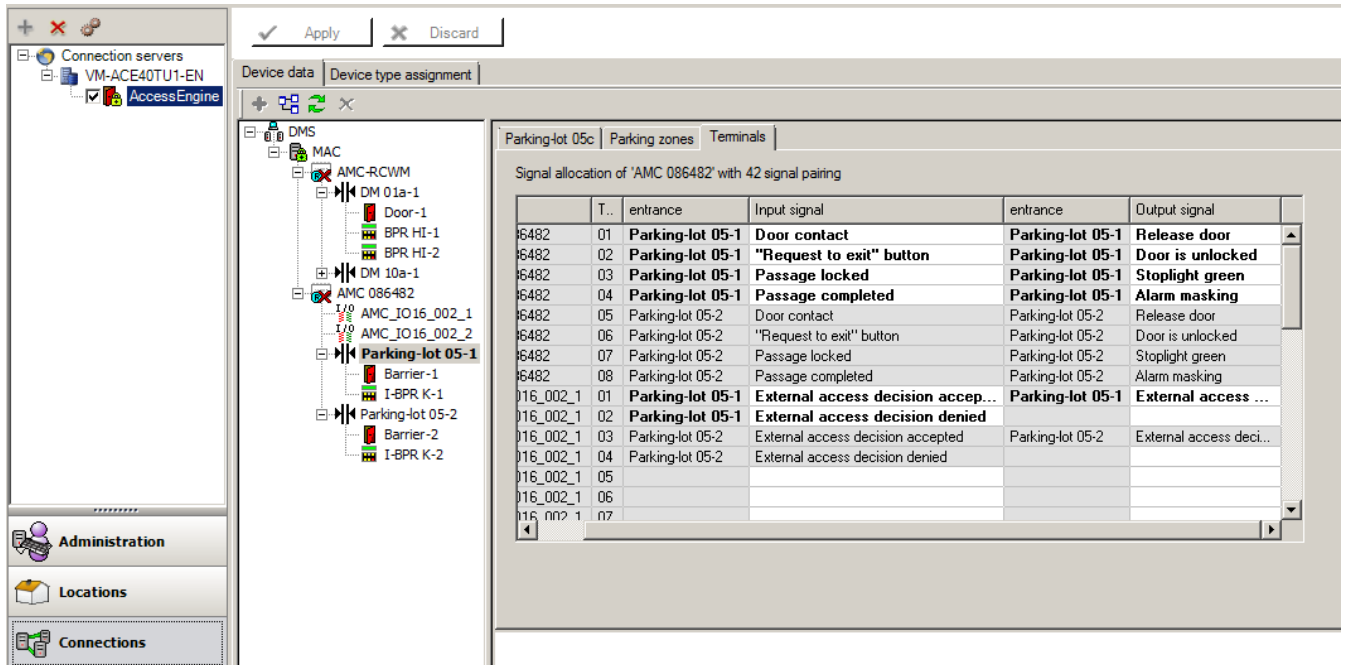 Apply Discard
Connection servers
VM-ACE40TU1-EN
AccessEngine
Administration
Locations
Connections
Device data Device type assignment
DMS
MAC
AMC-RCWM
DM 01a-1
Door-1
BPR HI-1
BPR HI-2
DM 10a-1
AMC 086482
AMC_IO16_002_1
AMC_IO16_002_2
Parking-lot 05-1
Barrier-1
I-BPR K-1
Parking-lot 05-2
Barrier-2
I-BPR K-2
Parking-lot 05c Parking zones Terminals
Signal allocation of 'AMC 086482' with 42 signal pairing
T.. entrance Input signal entrance Output signal
36482 01 Parking-lot 05-1 Door contact Parking-lot 05-1 Release door
36482 02 Parking-lot 05-1 "Request to exit" button Parking-lot 05-1 Door is unlocked
36482 03 Parking-lot 05-1 Passage locked Parking-lot 05-1 Stoplight green
36482 04 Parking-lot 05-1 Passage completed Parking-lot 05-1 Alarm masking
36482 05 Parking-lot 05-2 Door contact Parking-lot 05-2 Release door
36482 06 Parking-lot 05-2 "Request to exit" button Parking-lot 05-2 Door is unlocked
36482 07 Parking-lot 05-2 Passage locked Parking-lot 05-2 Stoplight green
36482 08 Parking-lot 05-2 Passage completed Parking-lot 05-2 Alarm masking
016_002_1 01 Parking-lot 05-1 External access decision accep... Parking-lot 05-1 External access ...
016_002_1 02 Parking-lot 05-1 External access decision denied
016_002_1 03 Parking-lot 05-2 External access decision accepted Parking-lot 05-2 External access deci...
016_002_1 04 Parking-lot 05-2 External access decision denied
016_002_1 05
016_002_1 06
016_002_1 07